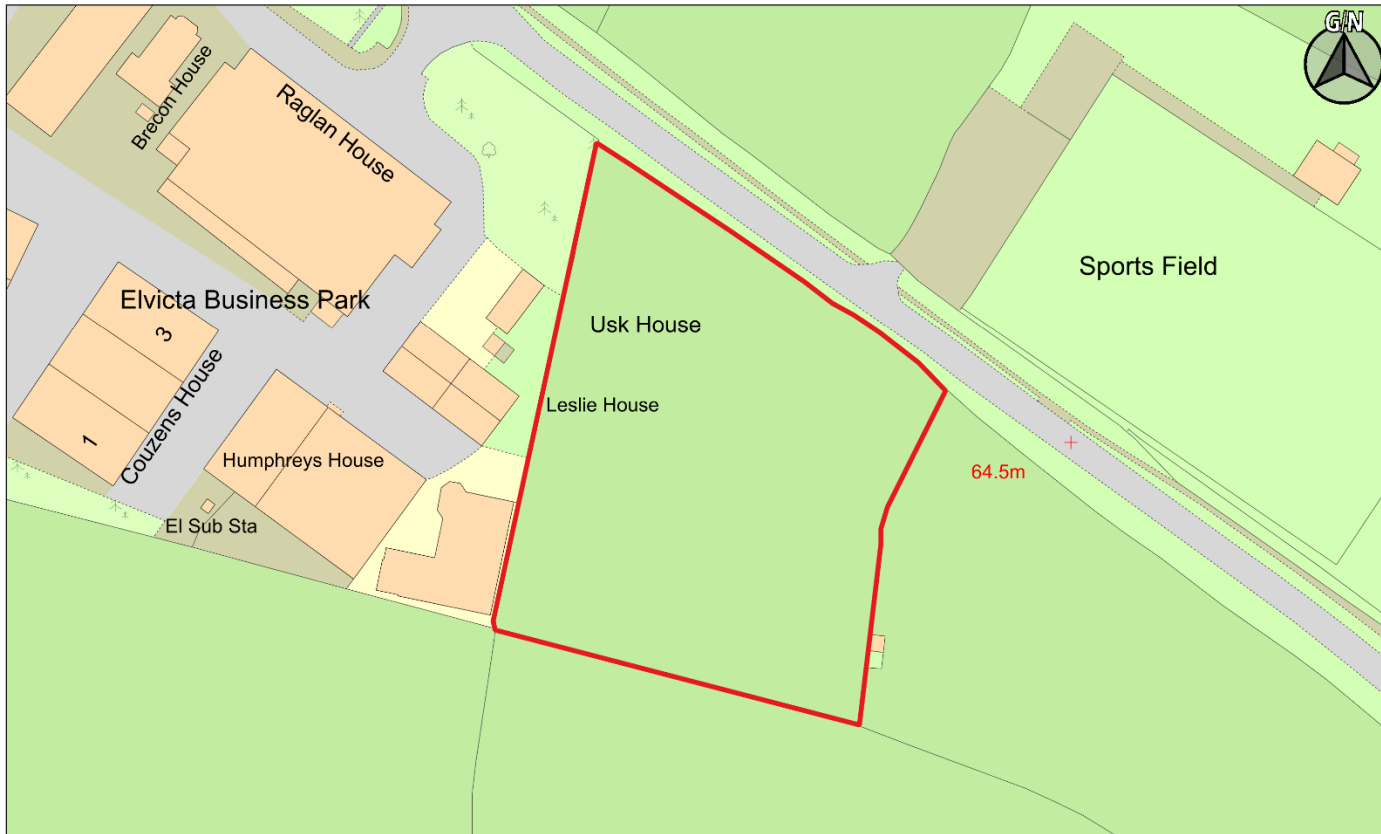 G/N
Brecon House
Raglan House
Sports Field
Elvicta Business Park
Usk House
3
Couzens House
1
Leslie House
Humphreys House
64.5m
El Sub Sta